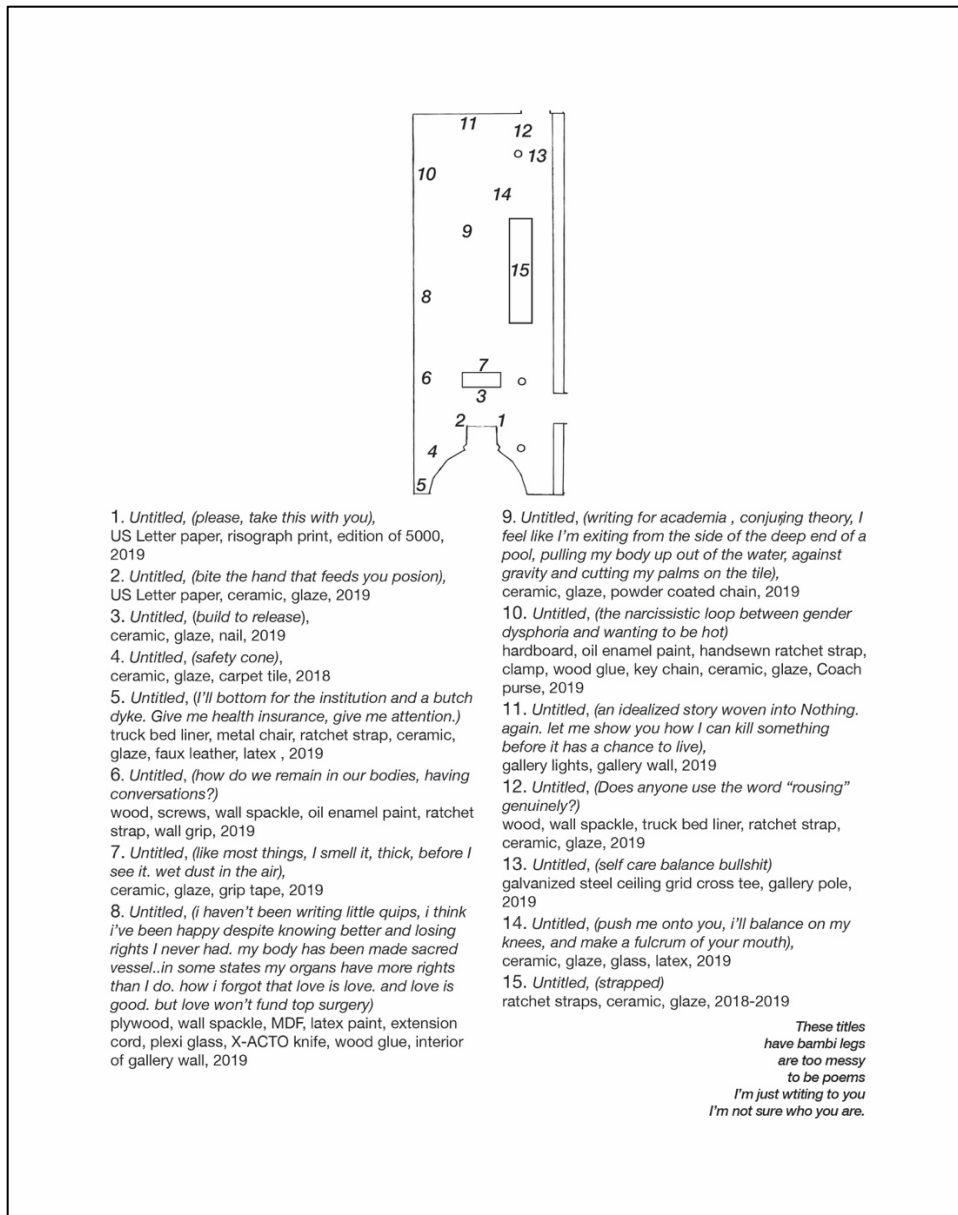 11
12
13
10
14
9
15
8
7
6
3
2 1
4
5
1. Untitled, (please, take this with you),
US Letter paper, risograph print, edition of 5000,
2019
2. Untitled, (bite the hand that feeds you posion),
US Letter paper, ceramic, glaze, 2019
3. Untitled, (build to release),
ceramic, glaze, nail, 2019
4. Untitled, (safety cone),
ceramic, glaze, carpet tile, 2018
5. Untitled, (I’ll bottom for the institution and a butch
dyke. Give me health insurance, give me attention.)
truck bed liner, metal chair, ratchet strap, ceramic,
glaze, faux leather, latex , 2019
6. Untitled, (how do we remain in our bodies, having
conversations?)
wood, screws, wall spackle, oil enamel paint, ratchet
strap, wall grip, 2019
7. Untitled, (like most things, I smell it, thick, before I
see it. wet dust in the air),
ceramic, glaze, grip tape, 2019
8. Untitled, (i haven’t been writing little quips, i think
i’ve been happy despite knowing better and losing
rights I never had. my body has been made sacred
vessel..in some states my organs have more rights
than I do. how i forgot that love is love. and love is
good. but love won’t fund top surgery)
plywood, wall spackle, MDF, latex paint, extension
cord, plexi glass, X-ACTO knife, wood glue, interior
of gallery wall, 2019
9. Untitled, (writing for academia , conjuring theory, I
feel like I’m exiting from the side of the deep end of a
pool, pulling my body up out of the water, against
gravity and cutting my palms on the tile),
ceramic, glaze, powder coated chain, 2019
10. Untitled, (the narcissistic loop between gender
dysphoria and wanting to be hot)
hardboard, oil enamel paint, handsewn ratchet strap,
clamp, wood glue, key chain, ceramic, glaze, Coach
purse, 2019
11. Untitled, (an idealized story woven into Nothing.
again. let me show you how I can kill something
before it has a chance to live),
gallery lights, gallery wall, 2019
12. Untitled, (Does anyone use the word “rousing”
genuinely?)
wood, wall spackle, truck bed liner, ratchet strap,
ceramic, glaze, 2019
13. Untitled, (self care balance bullshit)
galvanized steel ceiling grid cross tee, gallery pole,
2019
14. Untitled, (push me onto you, i’ll balance on my
knees, and make a fulcrum of your mouth),
ceramic, glaze, glass, latex, 2019
15. Untitled, (strapped)
ratchet straps, ceramic, glaze, 2018-2019
These titles
have bambi legs
are too messy
to be poems
I’m just wtiting to you
I’m not sure who you are.